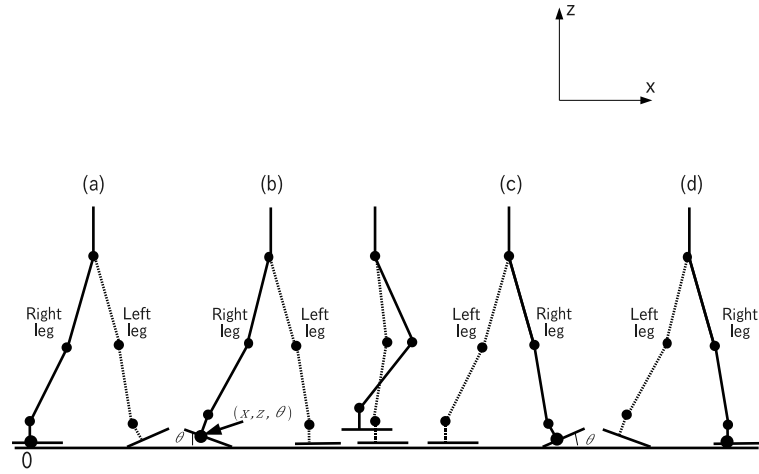 z
x
(a)
(b)
(c)
(d)
Right
leg
Left
leg
Right
leg
Left
leg
Left
leg
Right
leg
Left
leg
Right
leg
(x,z,θ)
θ
θ
0